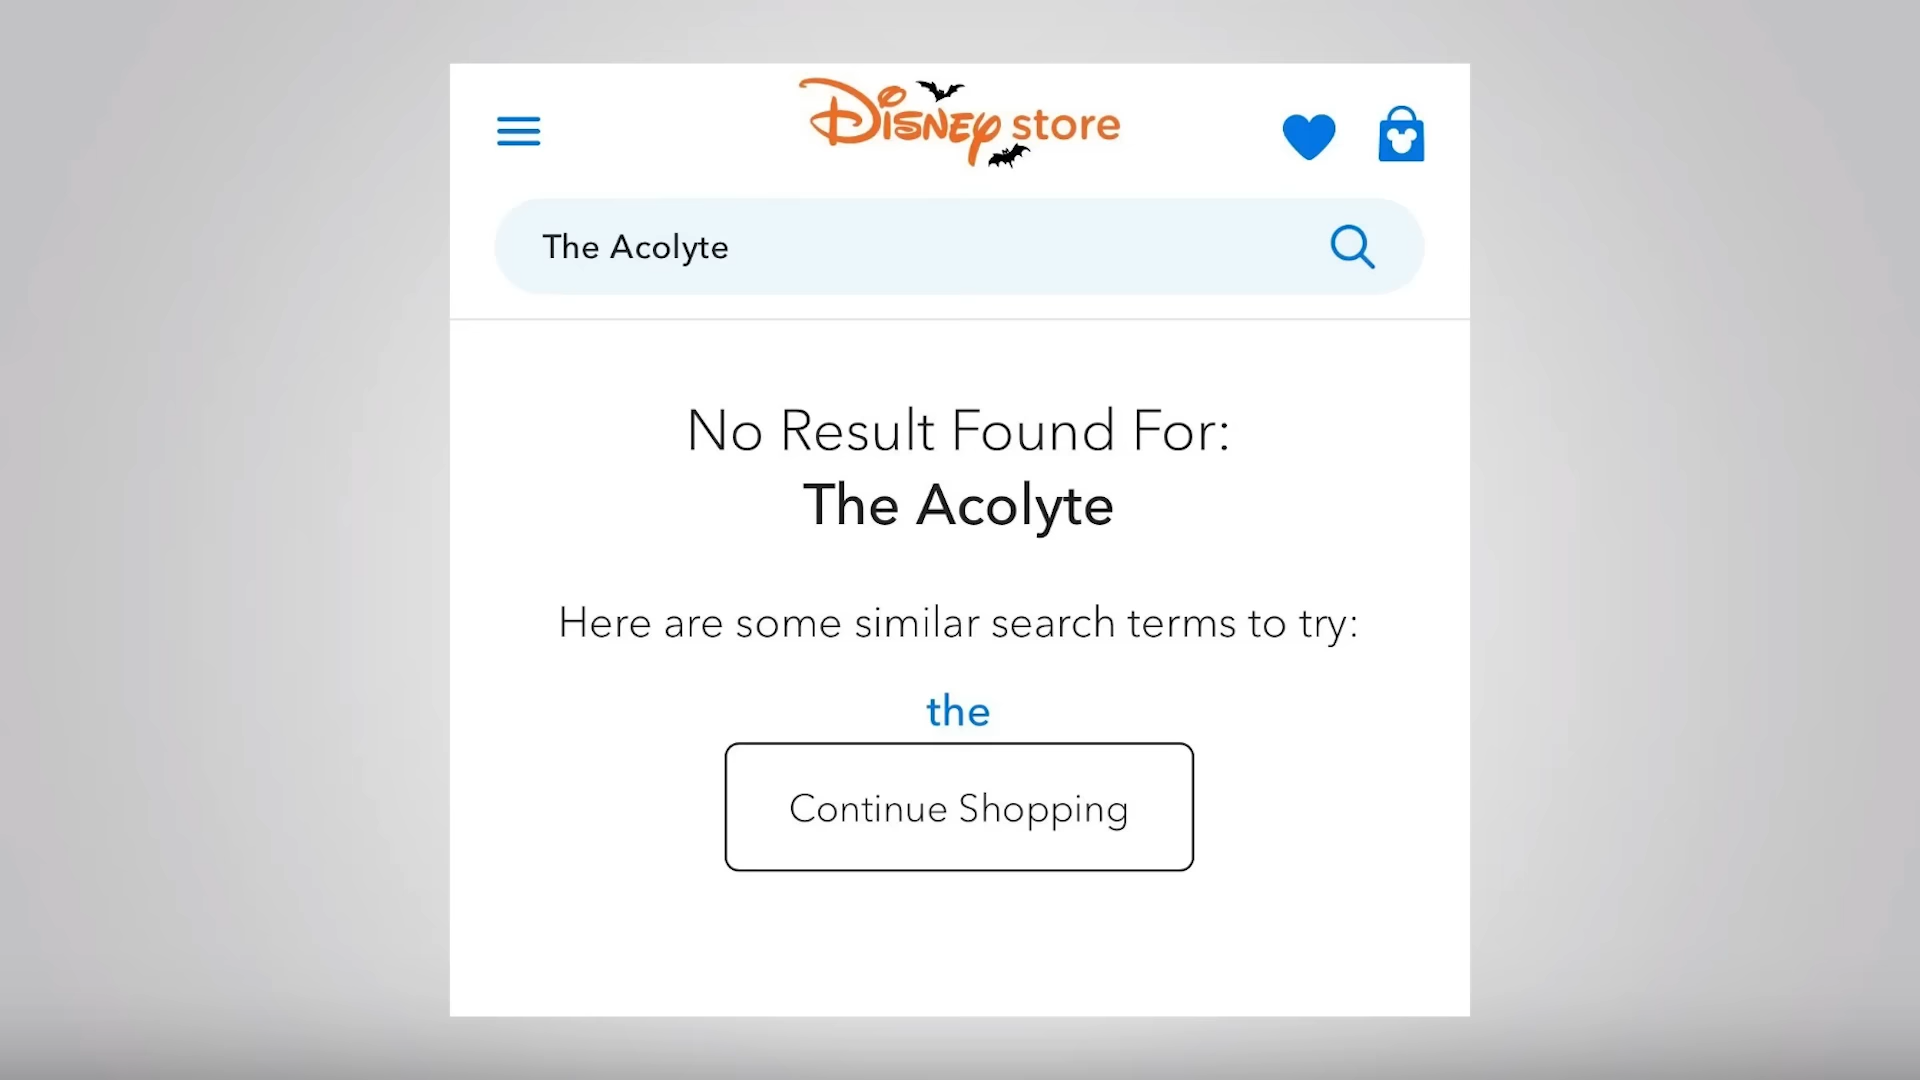 Disney store
The Acolyte
No Result Found For:
The Acolyte
Here are some similar search terms to try:
the
Continue Shopping